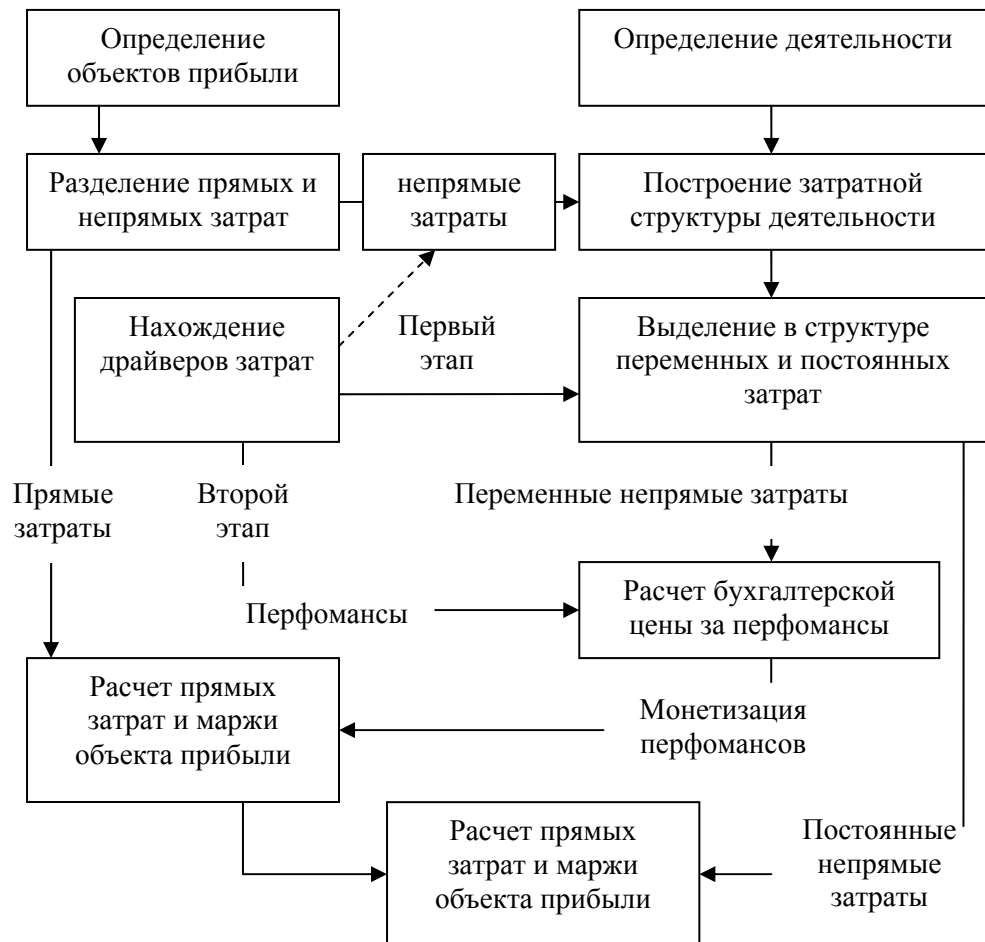 Определение
объектов прибыли
Определение деятельности
Разделение прямых и
непрямых затрат
непрямые
затраты
Построение затратной
структуры деятельности
Нахождение
драйверов затрат
Первый
этап
Выделение в структуре
переменных и постоянных
затрат
Прямые
затраты
Второй
этап
Переменные непрямые затраты
Перфомансы
Расчет бухгалтерской
цены за перфомансы
Расчет прямых
затрат и маржи
объекта прибыли
Монетизация
перфомансов
Расчет прямых
затрат и маржи
объекта прибыли
Постоянные
непрямые
затраты